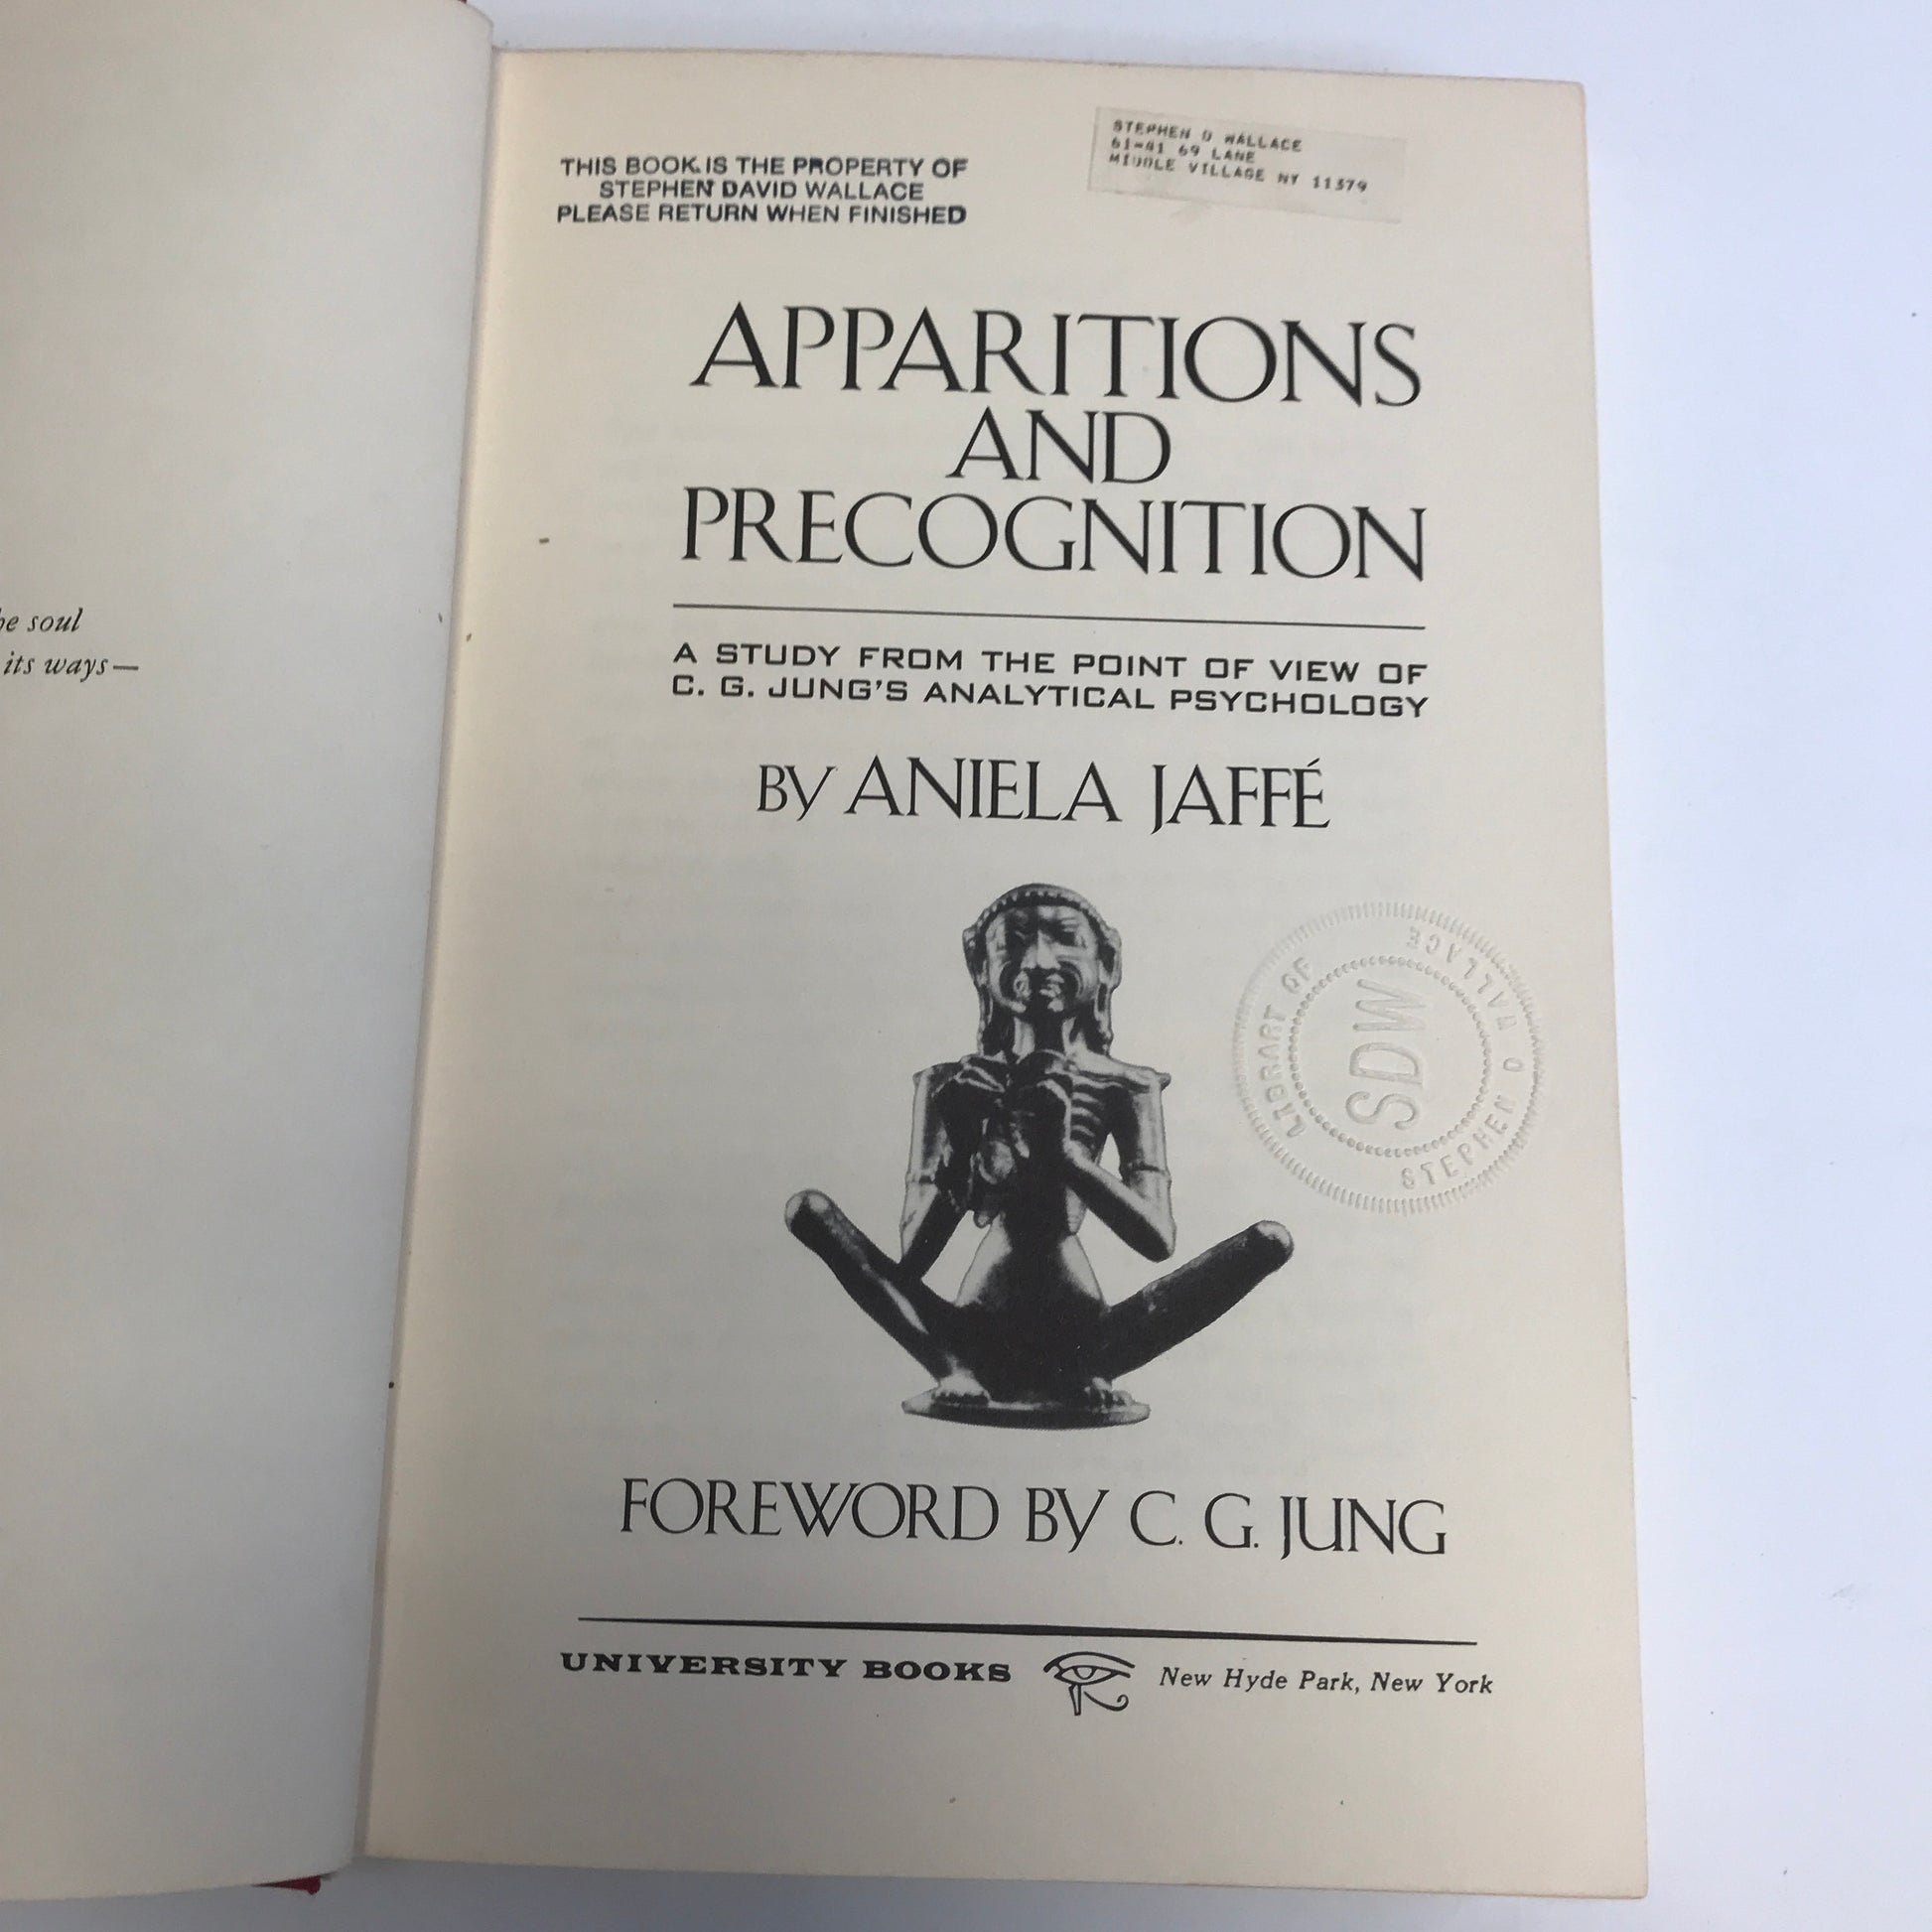 he soul
its ways—
THIS BOOK IS THE PROPERTY OF
STEPHEN DAVID WALLACE
PLEASE RETURN WHEN FINISHED
STEPHEN D WALLACE
61-41 69 LANE
MIDDLE VILLAGE NY 11379
APPARITIONS
AND
PRECOGNITION
A STUDY FROM THE POINT OF VIEW OF
C. G. JUNG'S ANALYTICAL PSYCHOLOGY
BY ANIELA JAFFÉ
LIBRARY OF
STEPHEN D WALLACE
SDW
FOREWORD BY C. G. JUNG
UNIVERSITY BOOKS New Hyde Park, New York